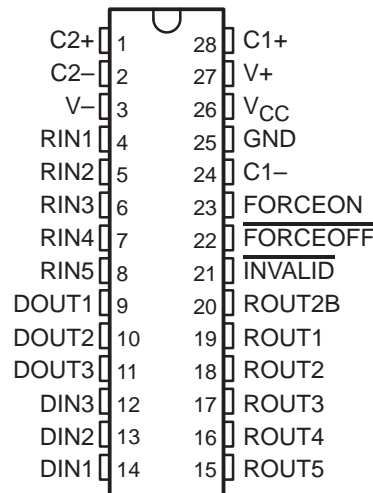 C2+ 1 28 C1+
C2– 2 27 V+
V– 3 26 VCC
RIN1 4 25 GND
RIN2 5 24 C1–
RIN3 6 23 FORCEON
RIN4 7 22 FORCEOFF
RIN5 8 21 INVALID
DOUT1 9 20 ROUT2B
DOUT2 10 19 ROUT1
DOUT3 11 18 ROUT2
DIN3 12 17 ROUT3
DIN2 13 16 ROUT4
DIN1 14 15 ROUT5